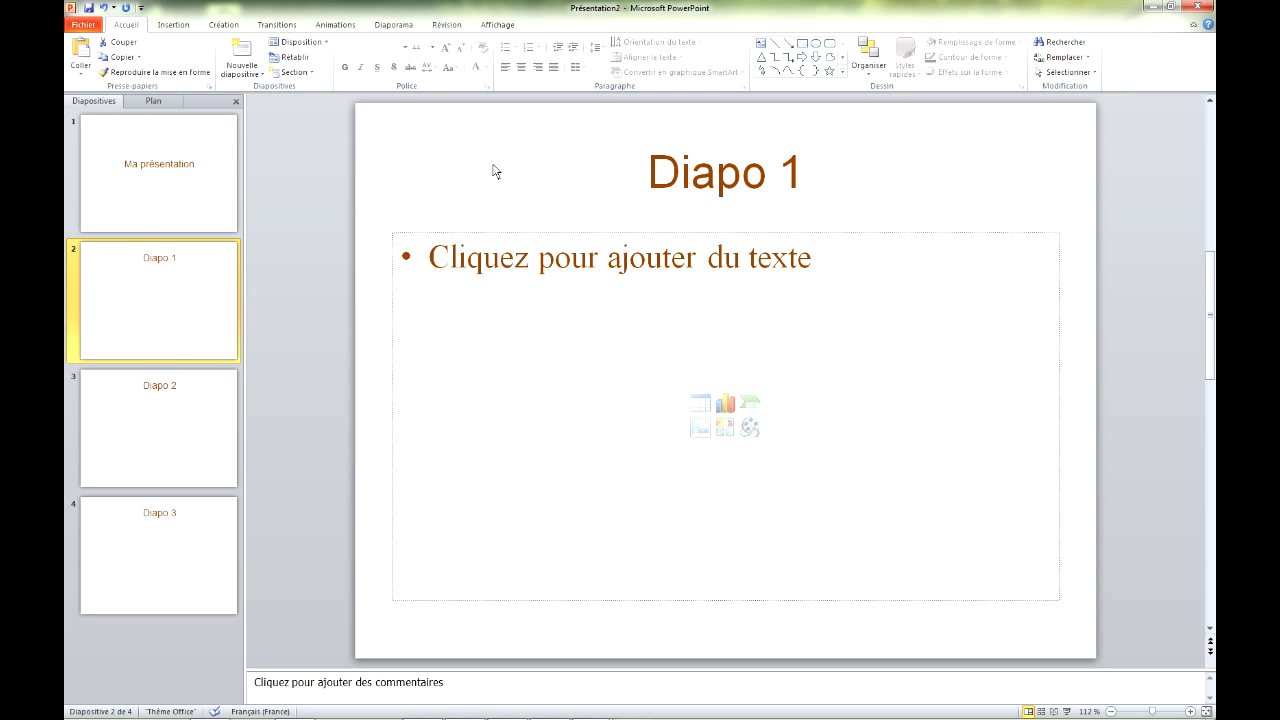 Présentation2 - Microsoft PowerPoint
Fichier Accueil Insertion Création Transitions Animations Diaporama Révision Affichage
Coller
Couper
Copier
Reproduire la mise en forme
Presse-papiers
Nouvelle diapositive
Disposition
Rétablir
Section
Diapositives
G I S S abc AV Aa A
Police
Orientation du texte
Aligner le texte
Convertir en graphique SmartArt
Paragraphe
Organiser
Styles rapides
Remplissage de forme
Contour de forme
Effets sur la forme
Dessin
Rechercher
Remplacer
Sélectionner
Modification
Diapositives Plan
1
Ma présentation
2
Diapo 1
3
Diapo 2
4
Diapo 3
Diapo 1
• Cliquez pour ajouter du texte
Cliquez pour ajouter des commentaires
Diapositive 2 de 4 "Thème Office" Français (France) 112 %